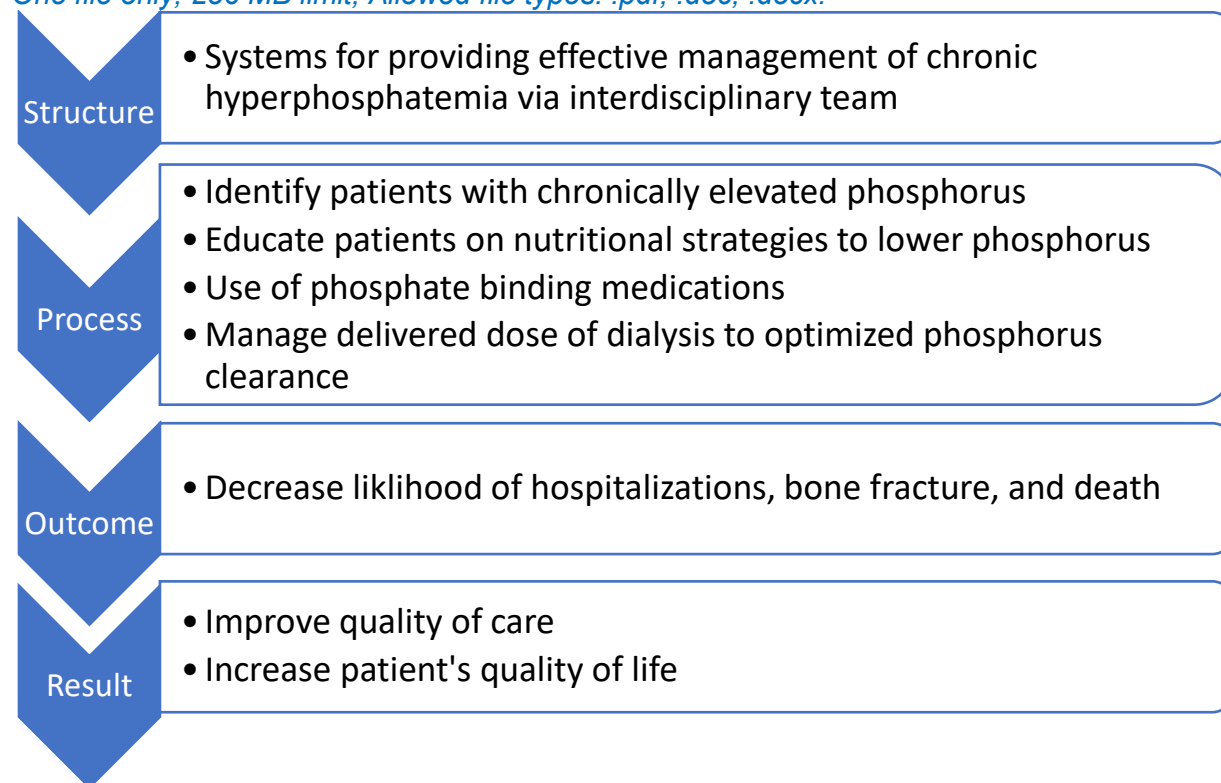 Structure
• Systems for providing effective management of chronic
hyperphosphatemia via interdisciplinary team
Process
• Identify patients with chronically elevated phosphorus
• Educate patients on nutritional strategies to lower phosphorus
• Use of phosphate binding medications
• Manage delivered dose of dialysis to optimized phosphorus
clearance
Outcome
• Decrease liklihood of hospitalizations, bone fracture, and death
Result
• Improve quality of care
• Increase patient's quality of life